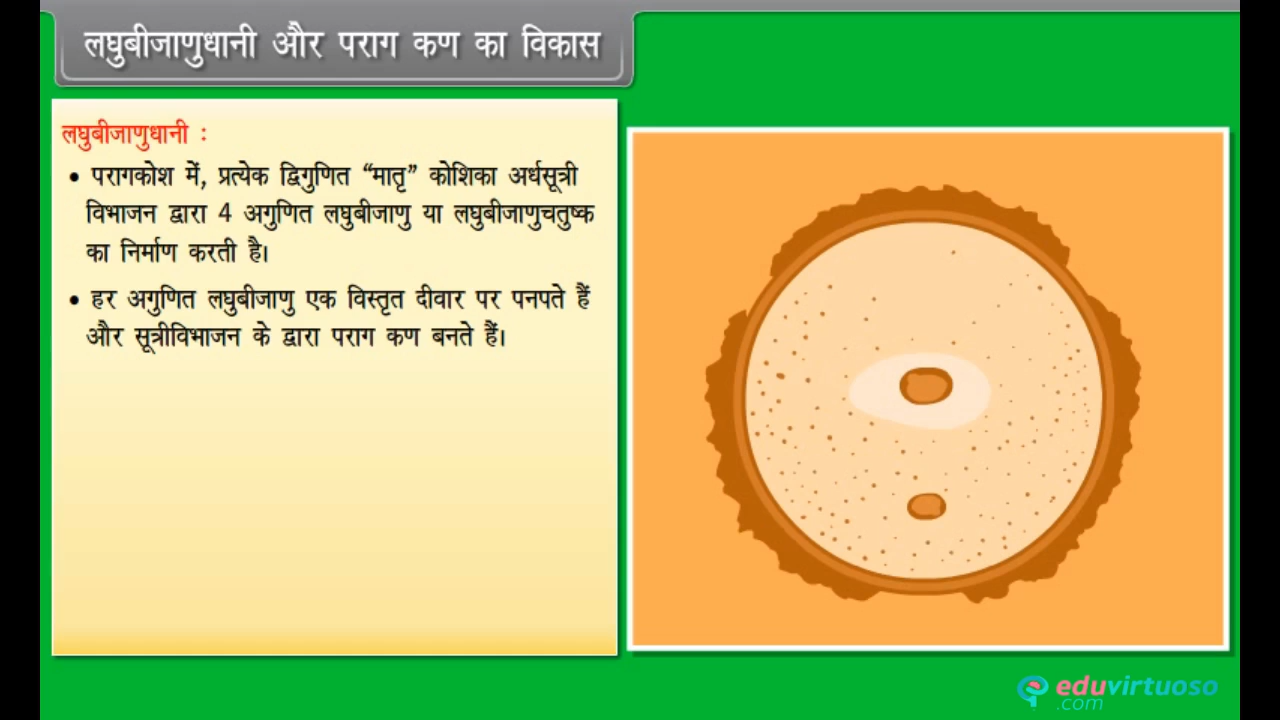 लघुबीजाणुधानी और पराग कण का विकास
लघुबीजाणुधानी :
• परागकोश में, प्रत्येक द्विगुणित “मातृ” कोशिका अर्धसूत्री
विभाजन द्वारा 4 अगुणित लघुबीजाणु या लघुबीजाणुचतुष्क
का निर्माण करती है।
• हर अगुणित लघुबीजाणु एक विस्तृत दीवार पर पनपते हैं
और सूत्रीविभाजन के द्वारा पराग कण बनते हैं।
eduvirtuoso
.com